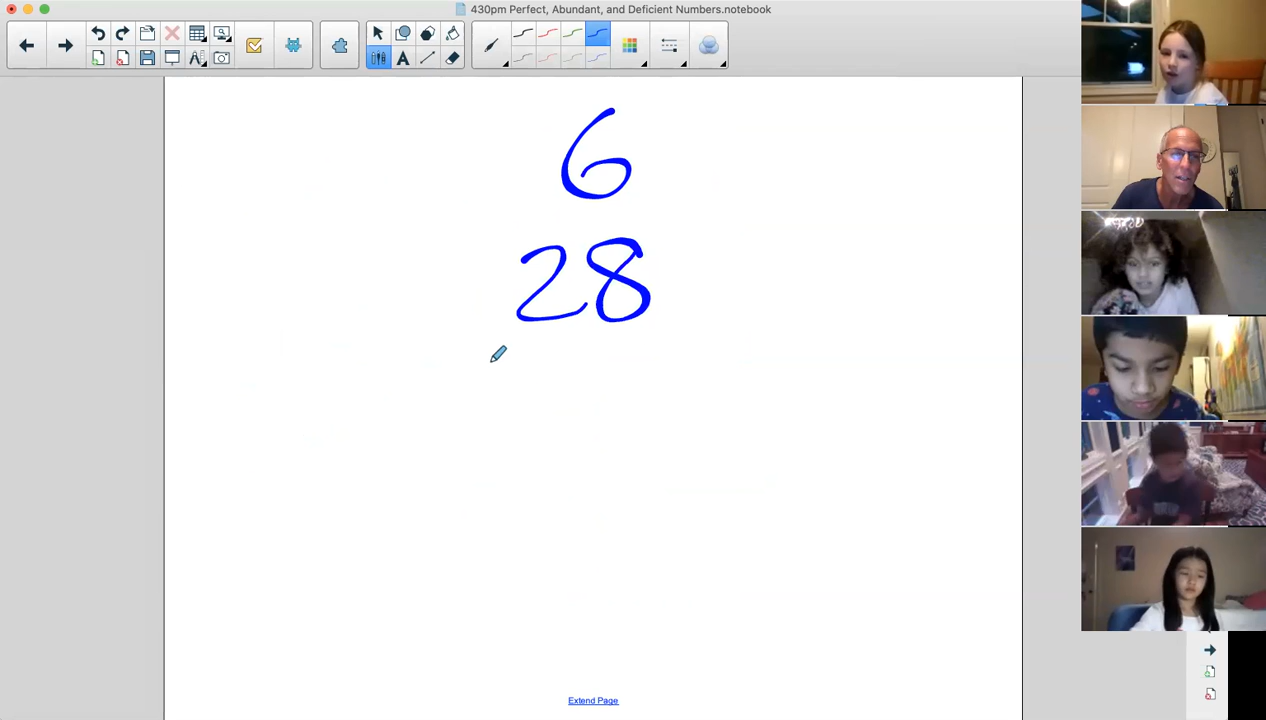 430pm Perfect, Abundant, and Deficient Numbers.notebook
6
28
Extend Page